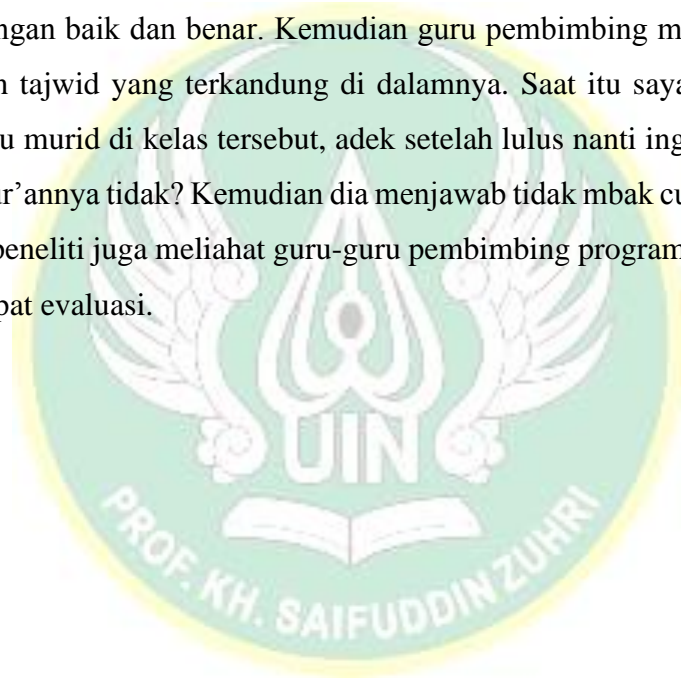 ngan baik dan benar. Kemudian guru pembimbing m
n tajwid yang terkandung di dalamnya. Saat itu saya
u murid di kelas tersebut, adek setelah lulus nanti ing
ur’annya tidak? Kemudian dia menjawab tidak mbak cu
peneliti juga meliahat guru-guru pembimbing program
pat evaluasi.
UIN
PROF. KH. SAIFUDDIN ZUHRI